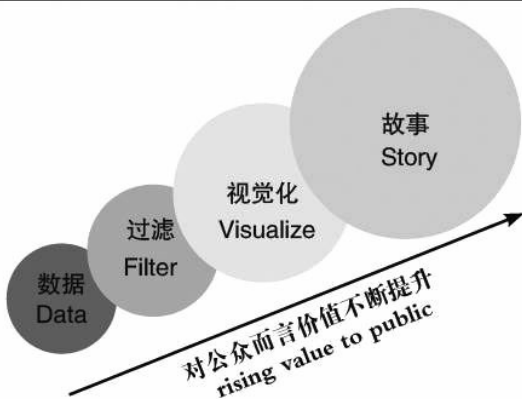 数据
Data
过滤
Filter
视觉化
Visualize
故事
Story
对公众而言价值不断提升
rising value to public